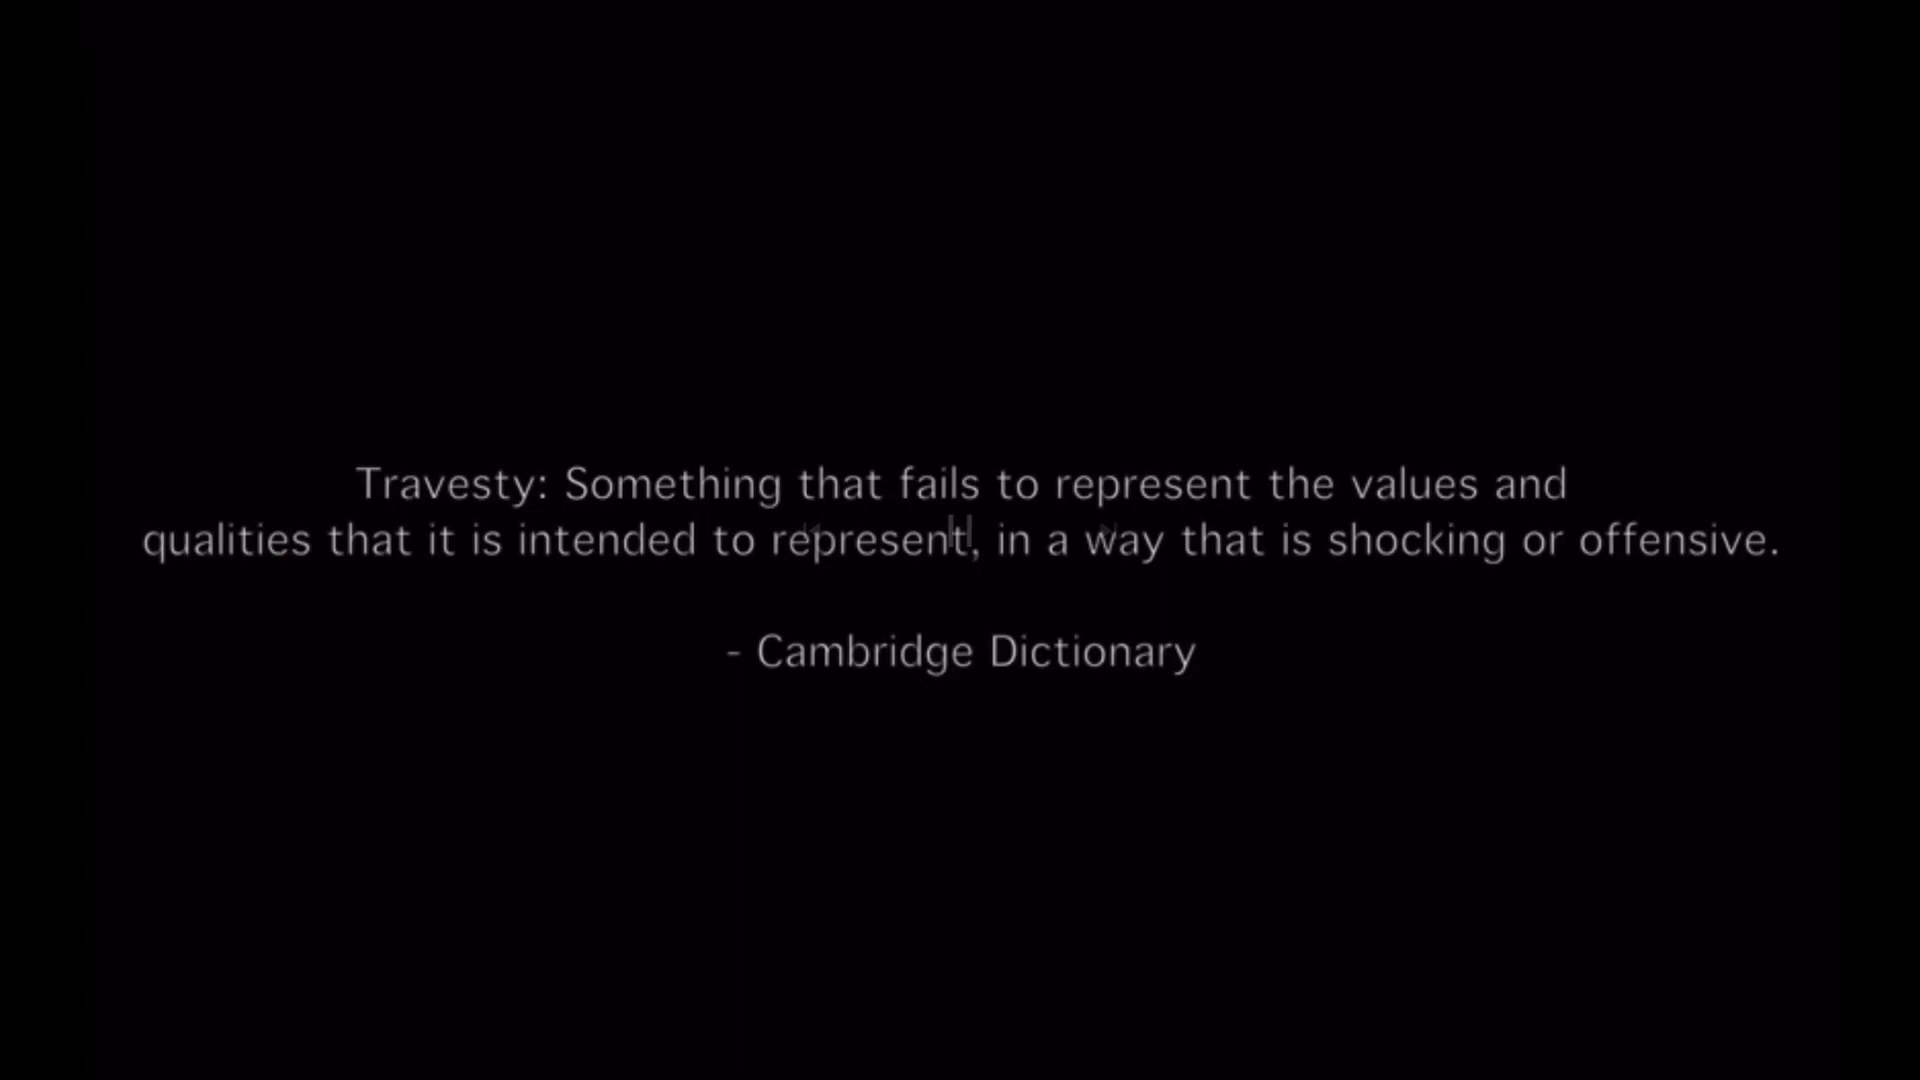 Travesty: Something that fails to represent the values and
qualities that it is intended to represent, in a way that is shocking or offensive.
- Cambridge Dictionary